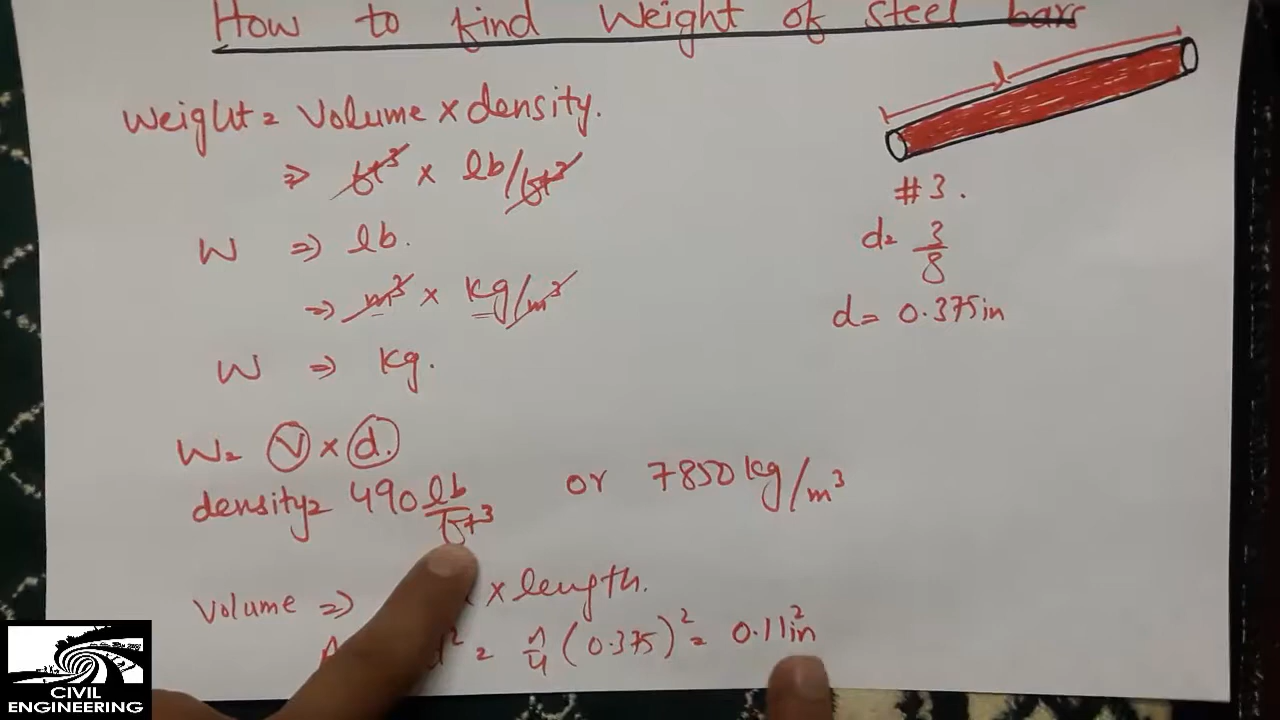 How to find Weight of steel bars
Weight = Volume × density.
⇒ ft³ × lb/ft³
W ⇒ lb.
⇒ m³ × kg/m³
W ⇒ kg.
W = V × d.
density = 490 lb/ft³ or 7850 kg/m³
Volume ⇒ × length.
= π/4 (0.375)² = 0.11in²
l
#3.
d = 3/8
d = 0.375in
CIVIL
ENGINEERING